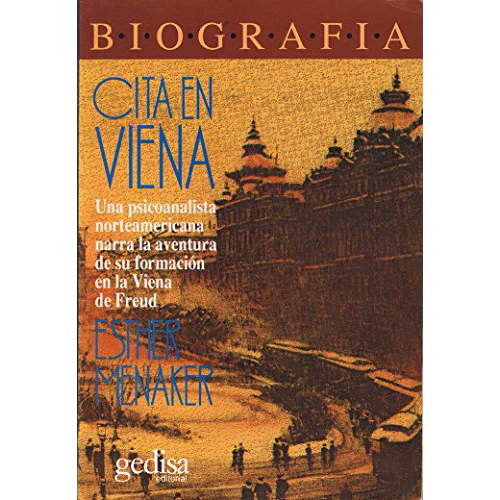 B·I·O·G·R·A·F·I·A
CITA EN
VIENA
Una psicoanalista
norteamericana
narra la aventura
de su formación
en la Viena
de Freud
ESTHER
MENAKER
gedisa
editorial